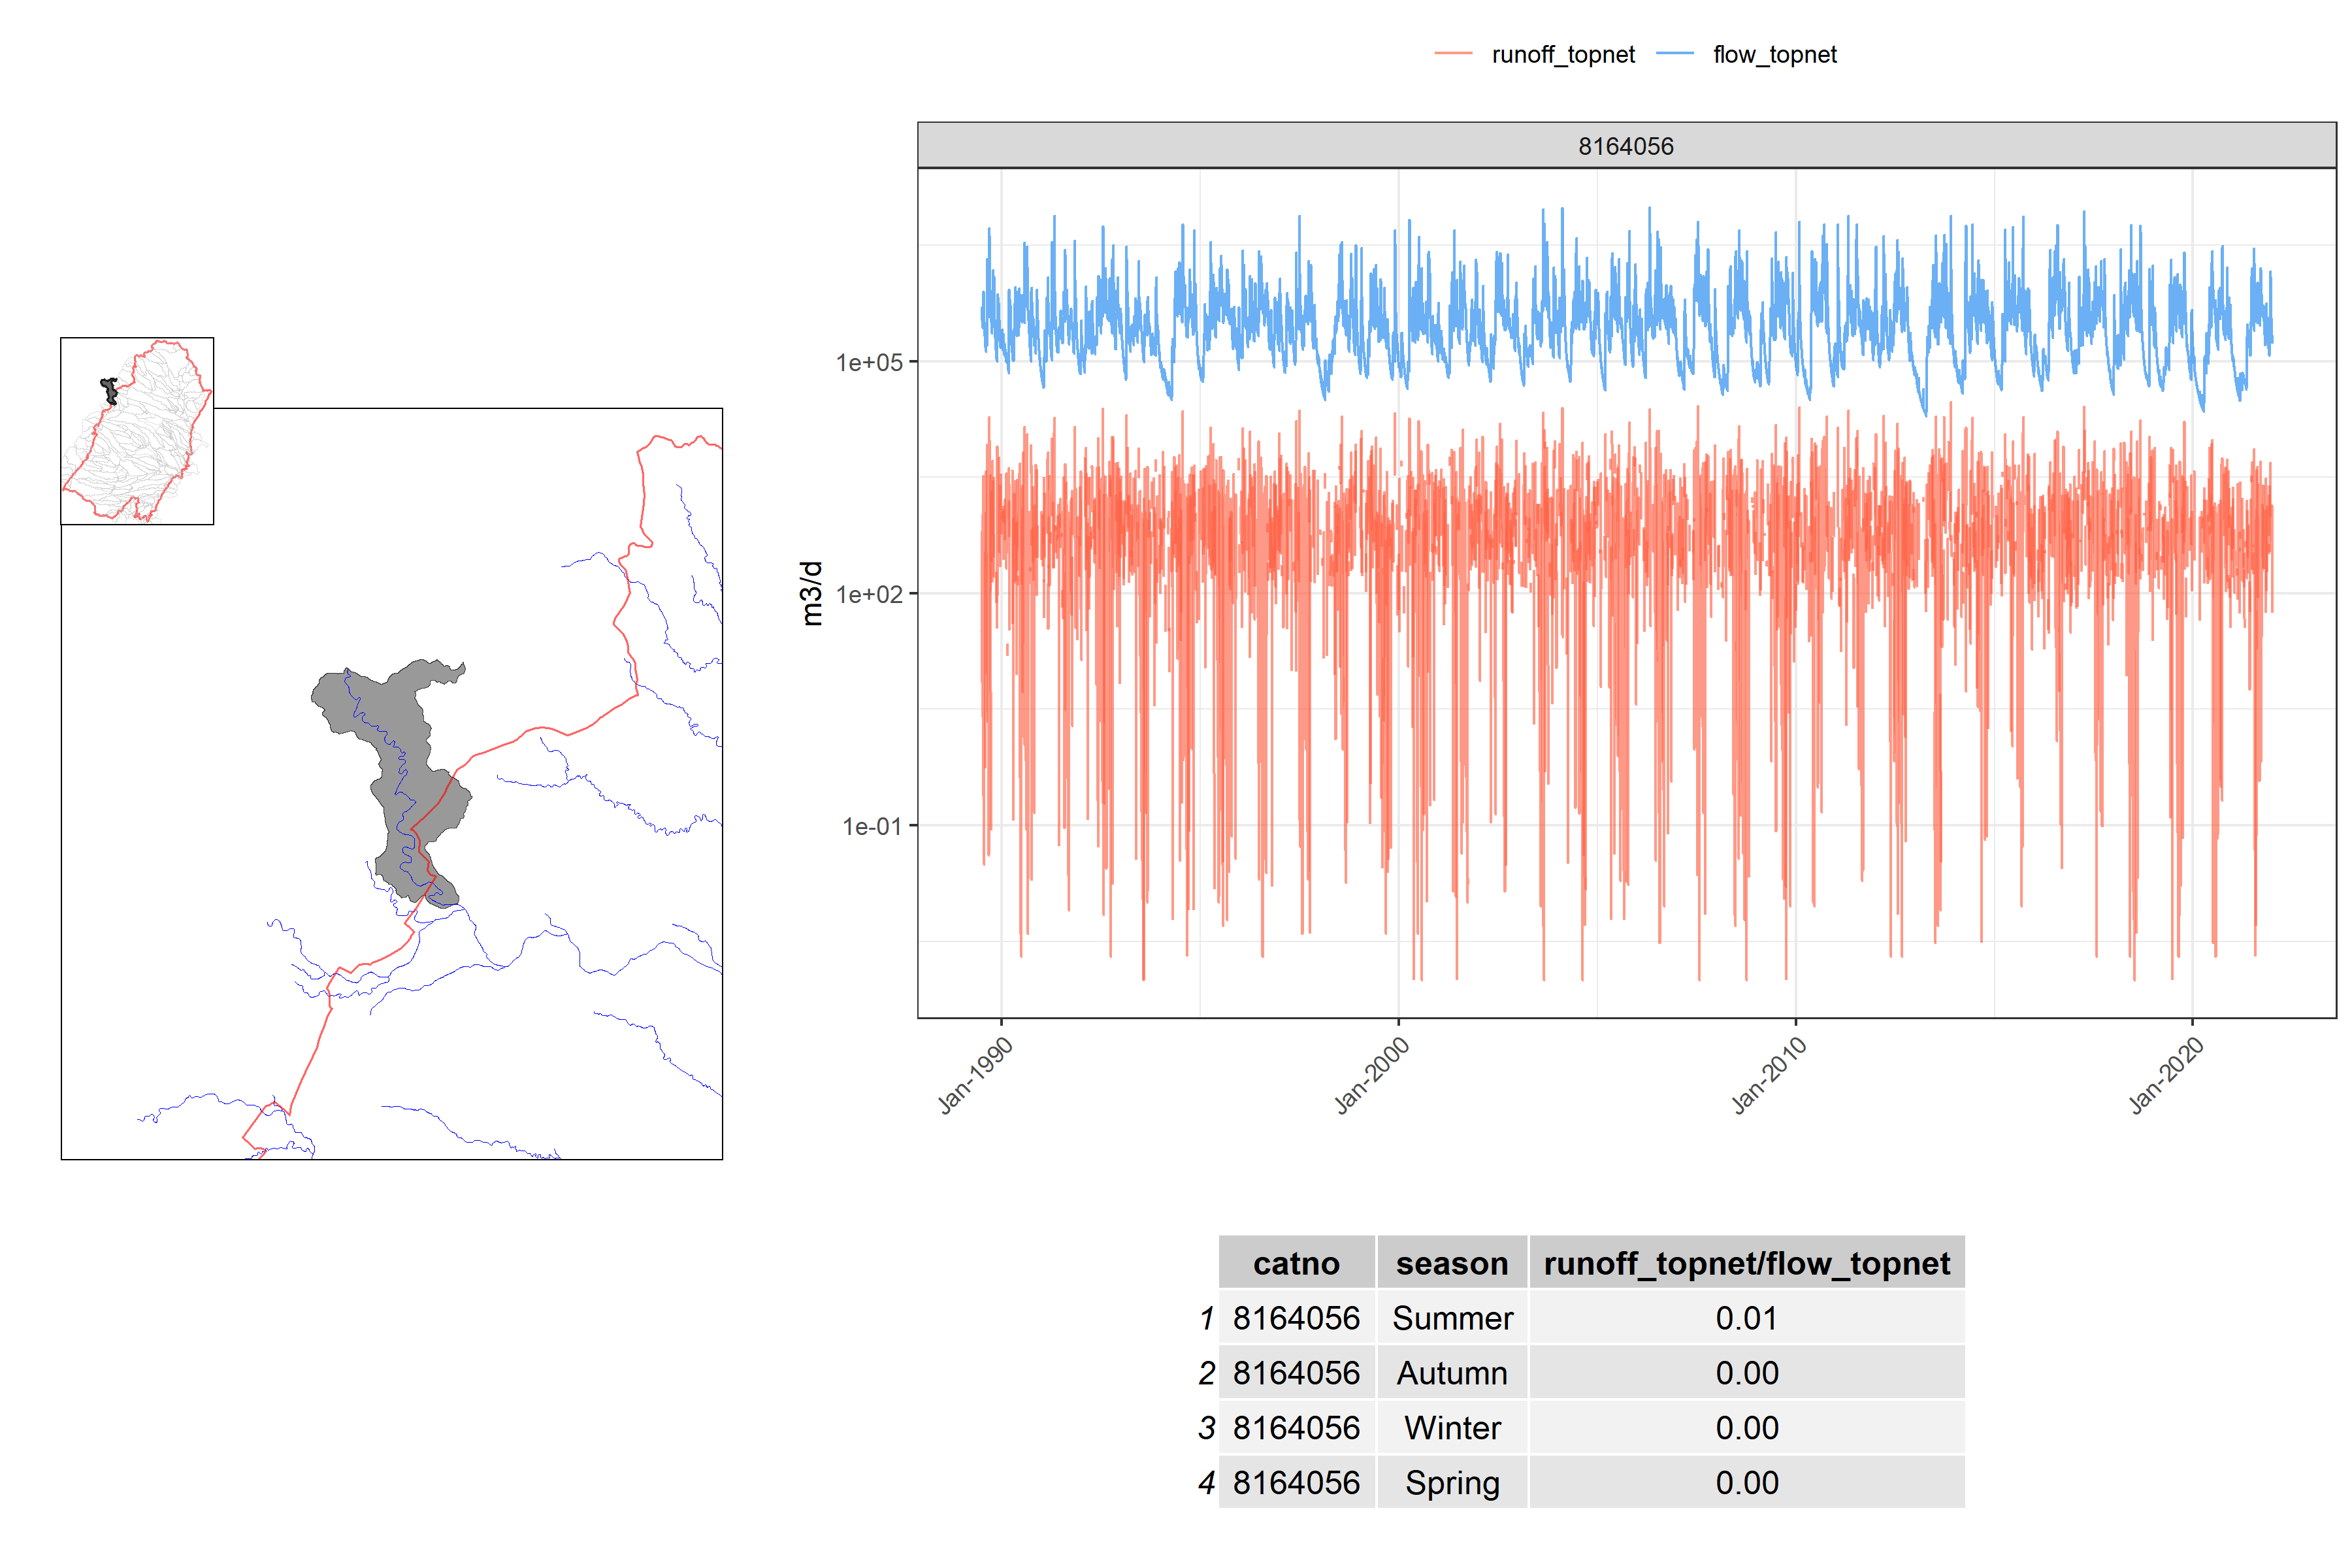 runoff_topnet flow_topnet
8164056
m3/d
1e+05
1e+02
1e-01
Jan-1990 Jan-2000 Jan-2010 Jan-2020
catno season runoff_topnet/flow_topnet
1 8164056 Summer 0.01
2 8164056 Autumn 0.00
3 8164056 Winter 0.00
4 8164056 Spring 0.00